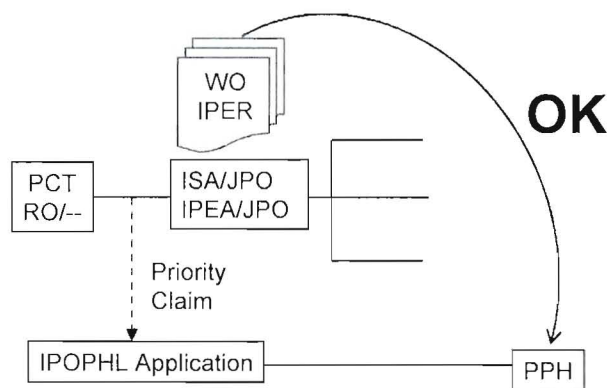 WO
IPER
OK
PCT
RO/--
ISA/JPO
IPEA/JPO
Priority
Claim
IPOPHL Application
PPH